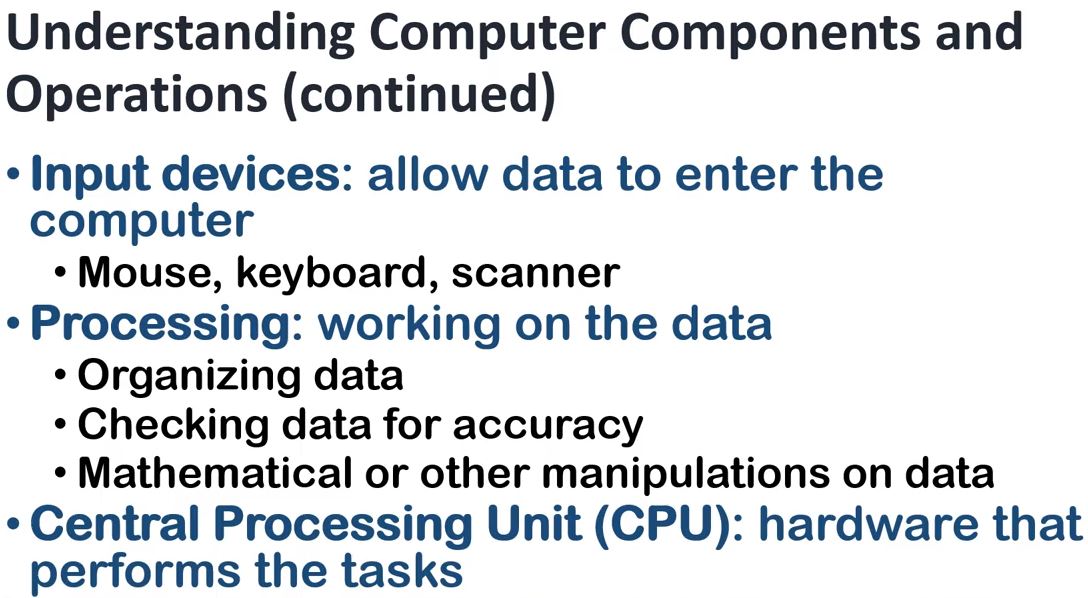 Understanding Computer Components and
Operations (continued)
• Input devices: allow data to enter the
computer
• Mouse, keyboard, scanner
• Processing: working on the data
• Organizing data
• Checking data for accuracy
• Mathematical or other manipulations on data
• Central Processing Unit (CPU): hardware that
performs the tasks